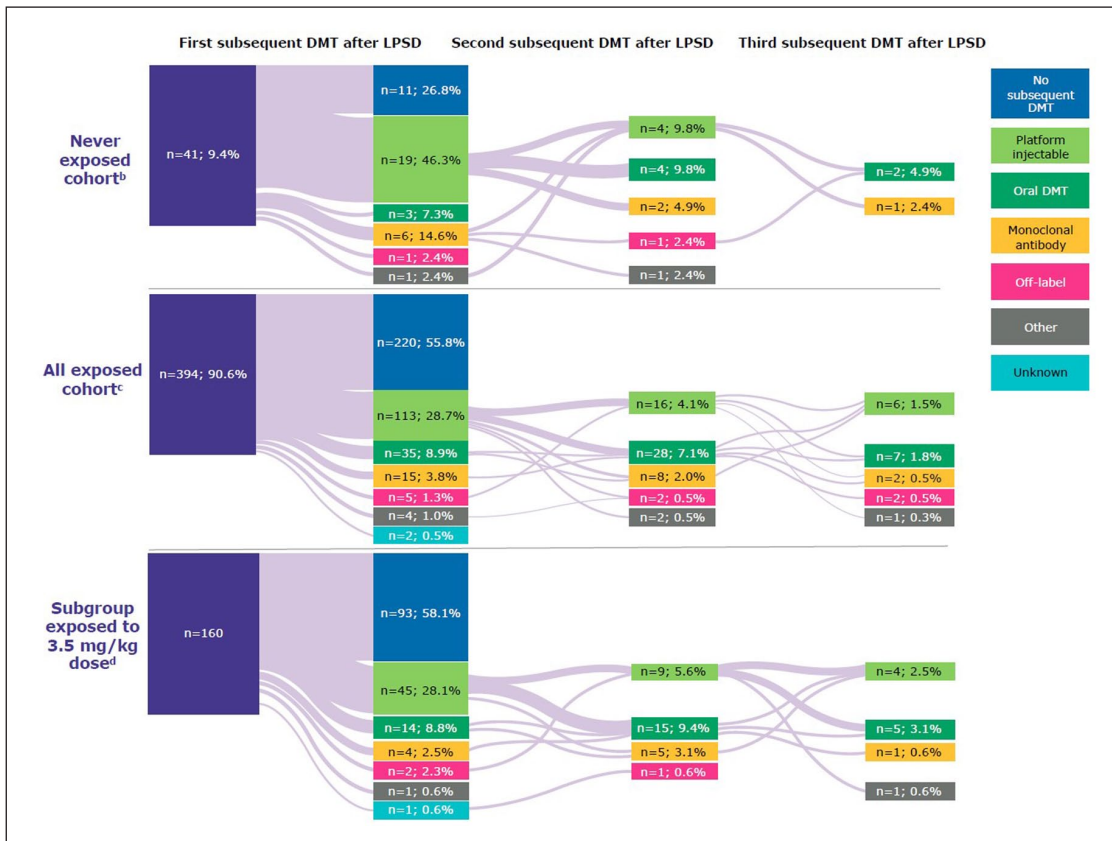 First subsequent DMT after LPSD
Second subsequent DMT after LPSD
Third subsequent DMT after LPSD
Never
exposed
cohortᵇ
n=41; 9.4%
n=11; 26.8%
n=19; 46.3%
n=3; 7.3%
n=6; 14.6%
n=1; 2.4%
n=1; 2.4%
n=4; 9.8%
n=4; 9.8%
n=2; 4.9%
n=1; 2.4%
n=1; 2.4%
n=2; 4.9%
n=1; 2.4%
All exposed
cohortᶜ
n=394; 90.6%
n=220; 55.8%
n=113; 28.7%
n=35; 8.9%
n=15; 3.8%
n=5; 1.3%
n=4; 1.0%
n=2; 0.5%
n=16; 4.1%
n=28; 7.1%
n=8; 2.0%
n=2; 0.5%
n=2; 0.5%
n=6; 1.5%
n=7; 1.8%
n=2; 0.5%
n=2; 0.5%
n=1; 0.3%
Subgroup
exposed to
3.5 mg/kg
doseᵈ
n=160
n=93; 58.1%
n=45; 28.1%
n=14; 8.8%
n=4; 2.5%
n=2; 2.3%
n=1; 0.6%
n=1; 0.6%
n=9; 5.6%
n=15; 9.4%
n=5; 3.1%
n=1; 0.6%
n=4; 2.5%
n=5; 3.1%
n=1; 0.6%
n=1; 0.6%
No
subsequent
DMT
Platform
injectable
Oral DMT
Monoclonal
antibody
Off-label
Other
Unknown